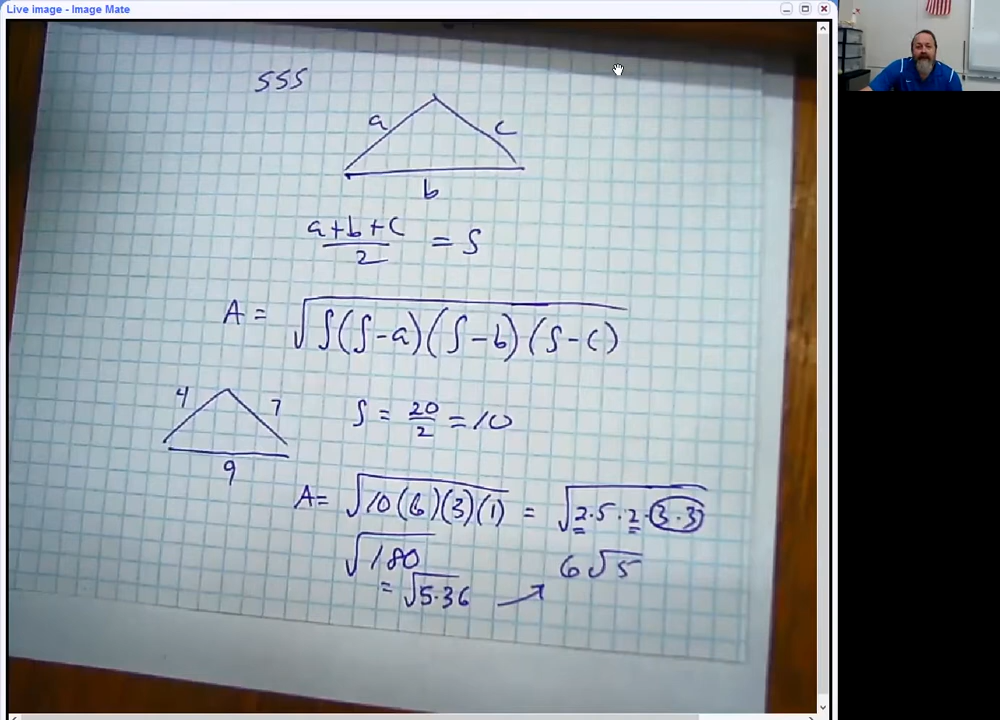 Live image - Image Mate
SSS
a
c
b
a+b+c
2
= S
A = √S(S-a)(S-b)(S-c)
4
7
S = 20/2 = 10
9
A= √10(6)(3)(1) = √2·5·2·3·3
√180
6√5
= √5·36 →